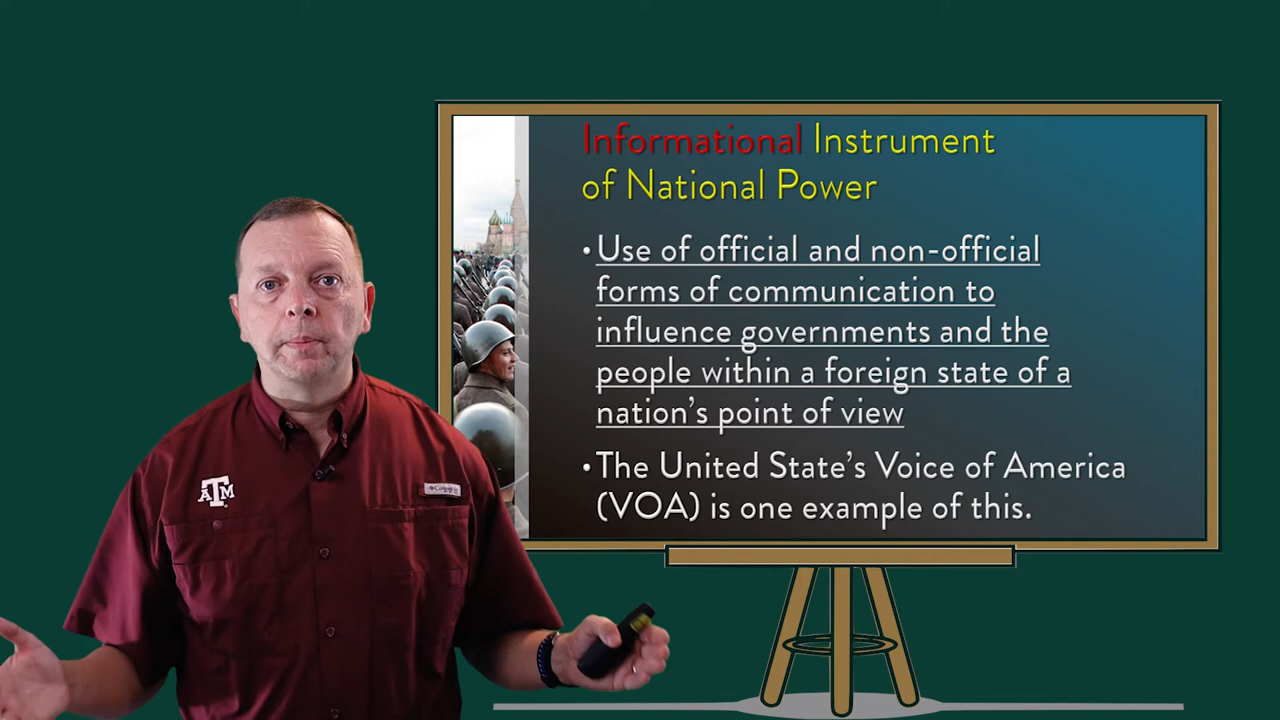 Informational Instrument
of National Power
•Use of official and non-official
forms of communication to
influence governments and the
people within a foreign state of a
nation's point of view
•The United State's Voice of America
(VOA) is one example of this.
ATM
Columbia